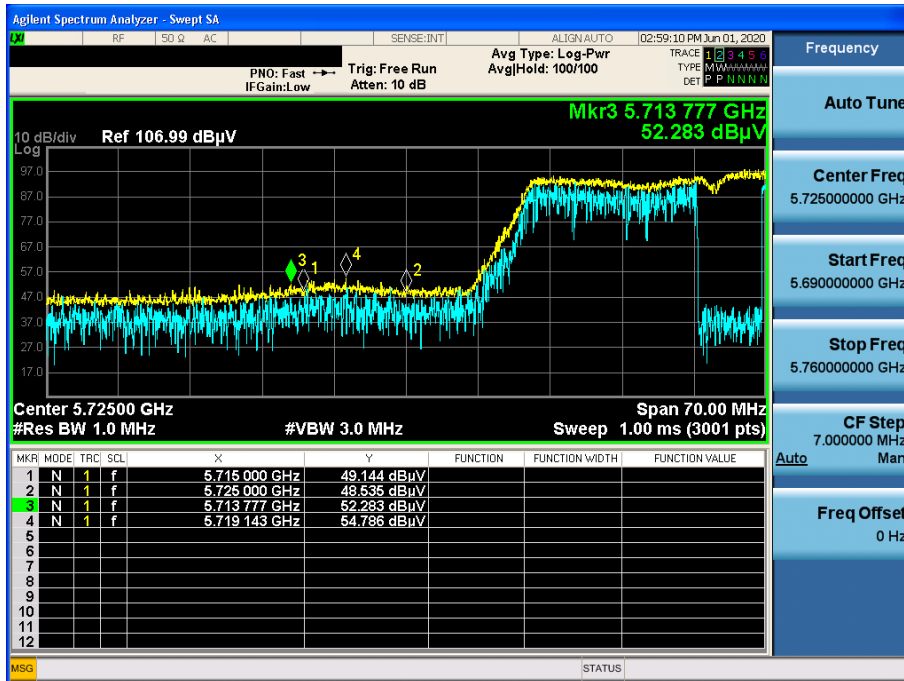 Agilent Spectrum Analyzer - Swept SA
LXI RF 50 Ω AC SENSE:INT ALIGN AUTO 02:59:10 PM Jun 01, 2020
Frequency
PNO: Fast Trig: Free Run Avg Type: Log-Pwr TRACE 1 2 3 4 5 6
IFGain:Low Atten: 10 dB Avg|Hold: 100/100 TYPE M W W W W W
DET P P N N N N
Auto Tune
Mkr3 5.713 777 GHz
10 dB/div Ref 106.99 dBµV 52.283 dBµV
Log
97.0
87.0
77.0
67.0
57.0
47.0
37.0
27.0
17.0
3 1 4 2
Center Freq
5.725000000 GHz
Start Freq
5.690000000 GHz
Stop Freq
5.760000000 GHz
Center 5.72500 GHz Span 70.00 MHz
#Res BW 1.0 MHz #VBW 3.0 MHz Sweep 1.00 ms (3001 pts)
CF Step
7.000000 MHz
Auto Man
MKR MODE TRC SCL X Y FUNCTION FUNCTION WIDTH FUNCTION VALUE
1 N 1 f 5.715 000 GHz 49.144 dBµV
2 N 1 f 5.725 000 GHz 48.535 dBµV
3 N 1 f 5.713 777 GHz 52.283 dBµV
4 N 1 f 5.719 143 GHz 54.786 dBµV
5
6
7
8
9
10
11
12
Freq Offset
0 Hz
MSG STATUS